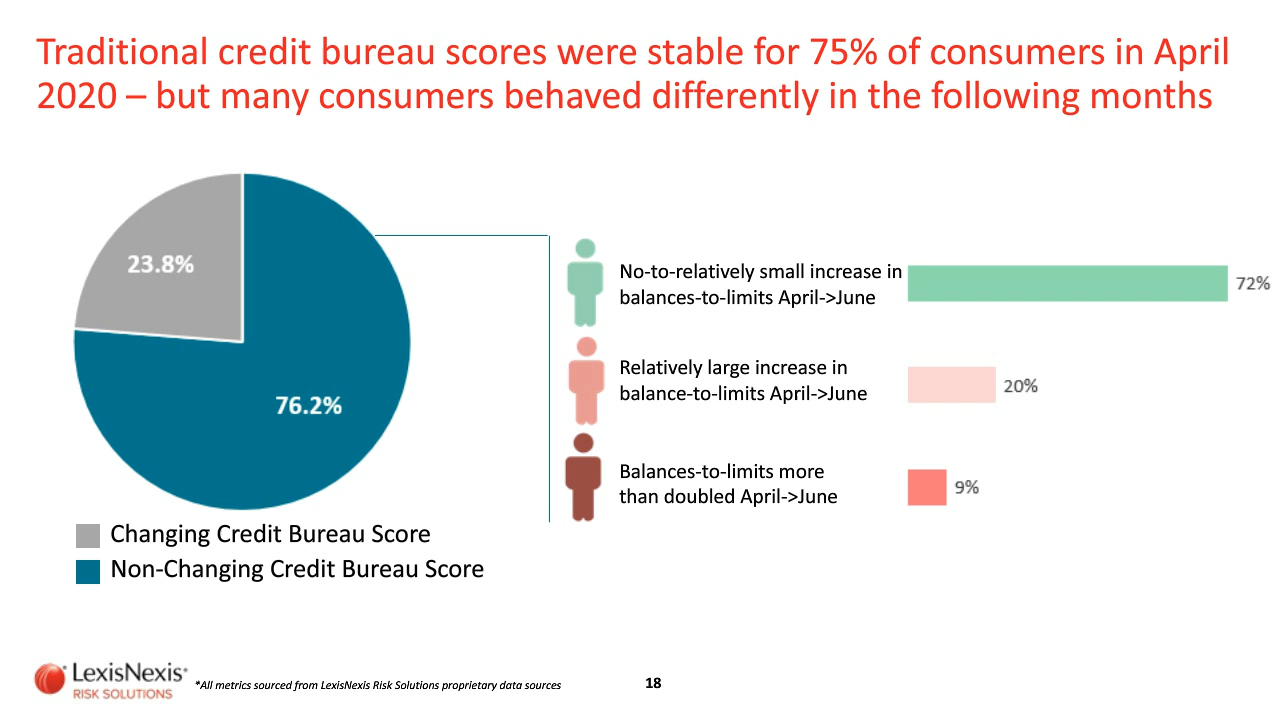 Traditional credit bureau scores were stable for 75% of consumers in April
2020 – but many consumers behaved differently in the following months
23.8%
76.2%
Changing Credit Bureau Score
Non-Changing Credit Bureau Score
No-to-relatively small increase in
balances-to-limits April->June
72%
Relatively large increase in
balance-to-limits April->June
20%
Balances-to-limits more
than doubled April->June
9%
LexisNexis®
RISK SOLUTIONS
*All metrics sourced from LexisNexis Risk Solutions proprietary data sources
18